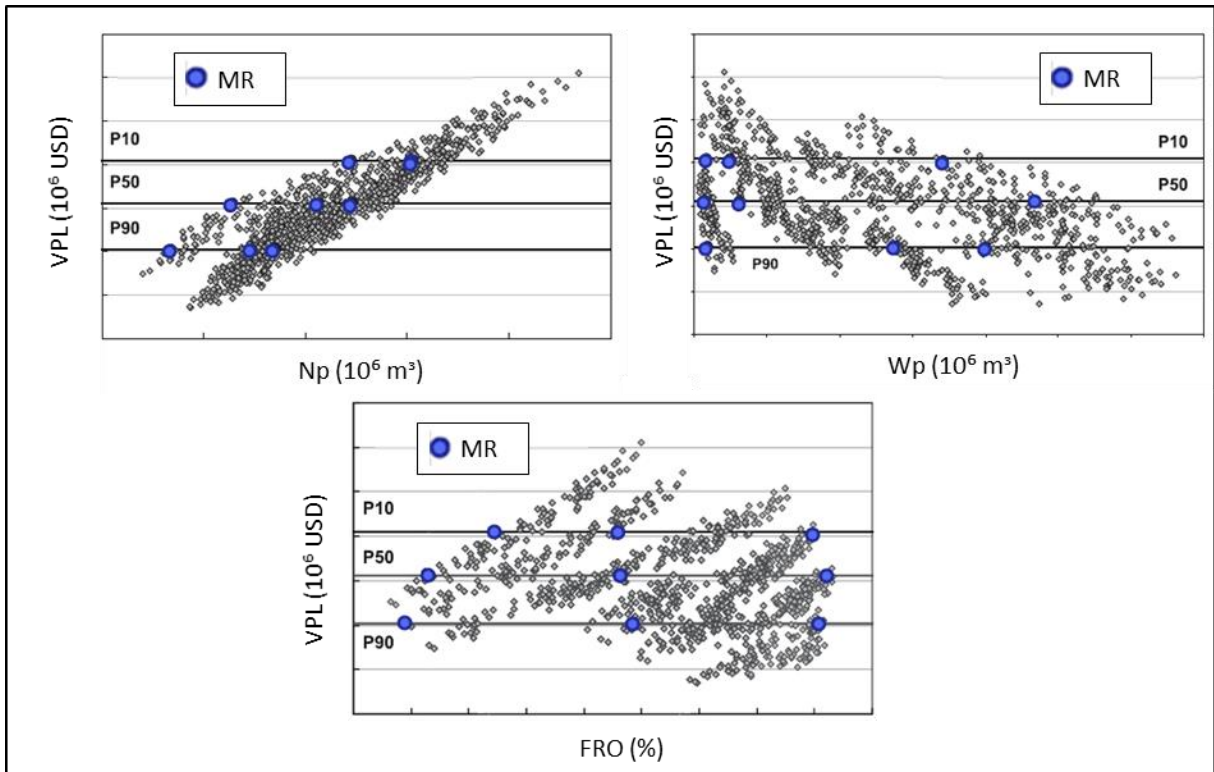 MR
P10
P50
P90
VPL (10⁶ USD)
Np (10⁶ m³)
MR
P10
P50
P90
VPL (10⁶ USD)
Wp (10⁶ m³)
MR
P10
P50
P90
VPL (10⁶ USD)
FRO (%)